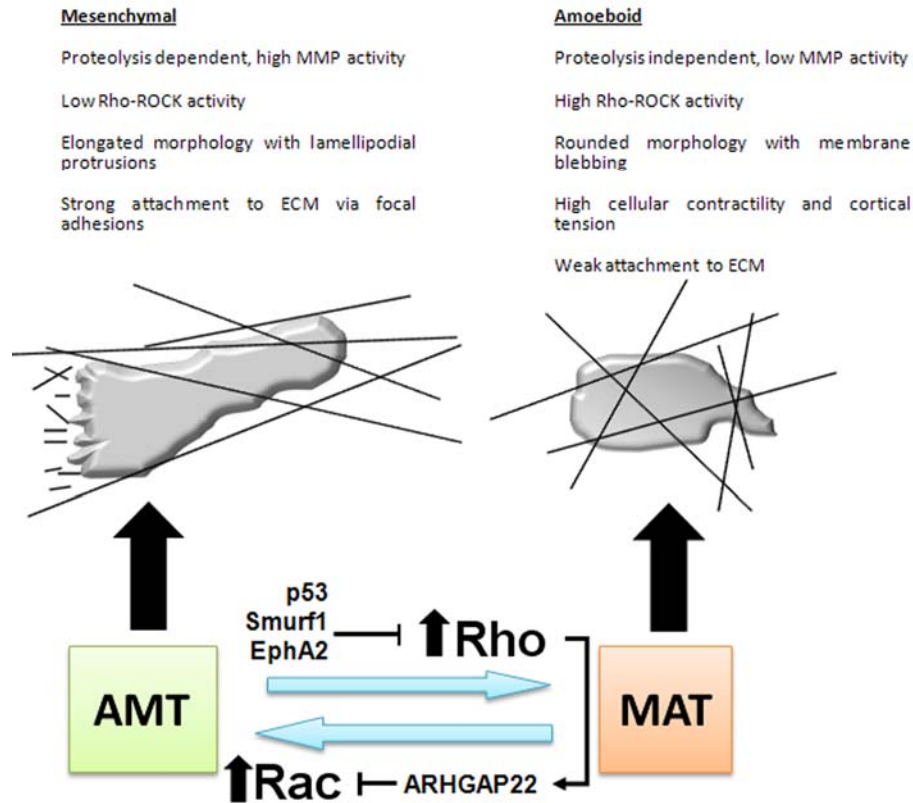 Mesenchymal
Proteolysis dependent, high MMP activity
Low Rho-ROCK activity
Elongated morphology with lamellipodial
protrusions
Strong attachment to ECM via focal
adhesions
Amoeboid
Proteolysis independent, low MMP activity
High Rho-ROCK activity
Rounded morphology with membrane
blebbing
High cellular contractility and cortical
tension
Weak attachment to ECM
p53
Smurf1
EphA2
Rho
AMT
MAT
Rac
ARHGAP22